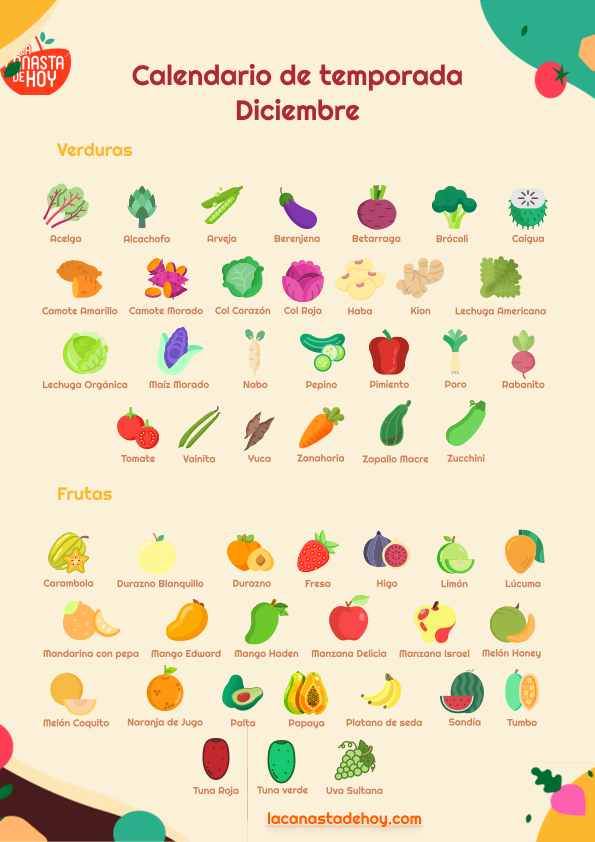 LA
CANASTA
DE HOY
Calendario de temporada
Diciembre
Verduras
Acelga Alcachofa Arveja Berenjena Betarraga Brócoli Caigua
Camote Amarillo Camote Morado Col Corazón Col Roja Haba Kion Lechuga Americana
Lechuga Orgánica Maíz Morado Nabo Pepino Pimiento Poro Rabanito
Tomate Vainita Yuca Zanahoria Zapallo Macre Zucchini
Frutas
Carambola Durazno Blanquillo Durazno Fresa Higo Limón Lúcuma
Mandarina con pepa Mango Edward Mango Haden Manzana Delicia Manzana Israel Melón Honey
Melón Coquito Naranja de Jugo Palta Papaya Platano de seda Sandía Tumbo
Tuna Roja Tuna verde Uva Sultana
lacanastadehoy.com